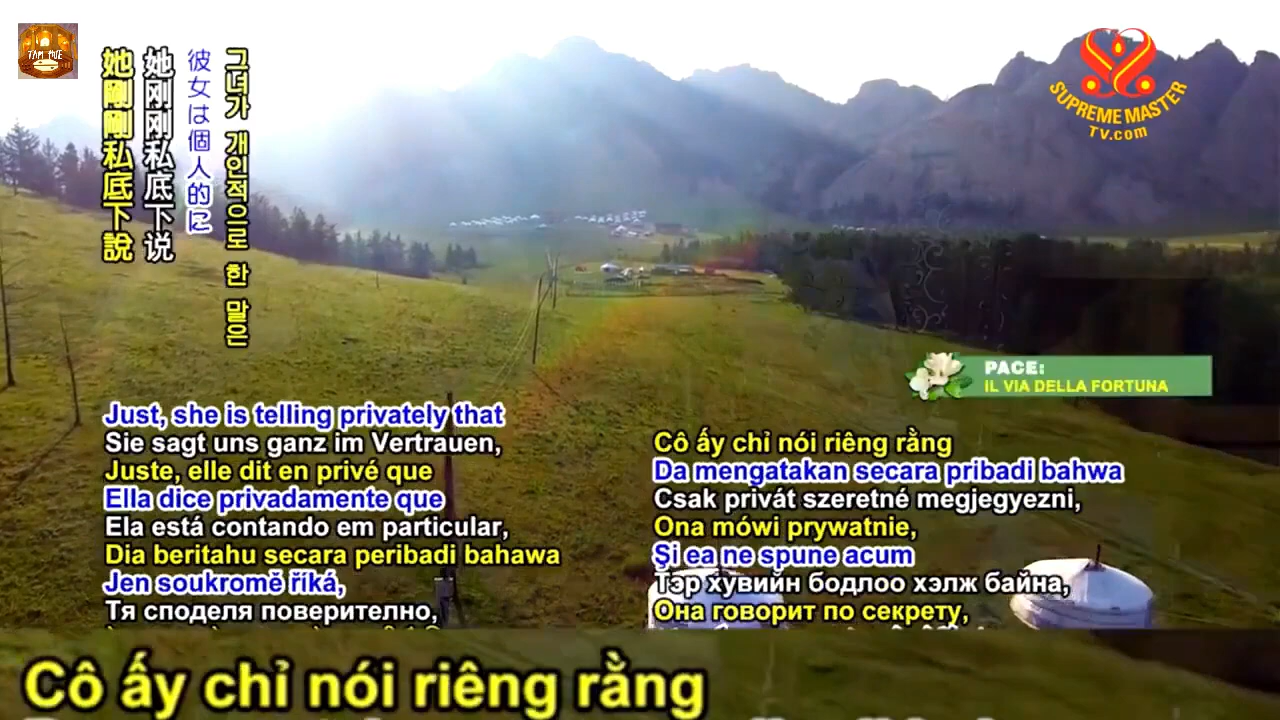 TÂM THỨC
SUPREME MASTER
TV.com
她剛剛私底下說
她刚刚私底下说
彼女は個人的に
그녀가 개인적으로 한 말은
PACE:
IL VIA DELLA FORTUNA
Just, she is telling privately that
Sie sagt uns ganz im Vertrauen,
Juste, elle dit en privé que
Ella dice privadamente que
Ela está contando em particular,
Dia beritahu secara peribadi bahawa
Jen soukromě říká,
Тя споделя поверително,
Cô ấy chỉ nói riêng rằng
Da mengatakan secara pribadi bahwa
Csak privát szeretné megjegyezni,
Ona mówi prywatnie,
Şi ea ne spune acum
Тэр хувийн бодлоо хэлж байна,
Она говорит по секрету,
Cô ấy chỉ nói riêng rằng